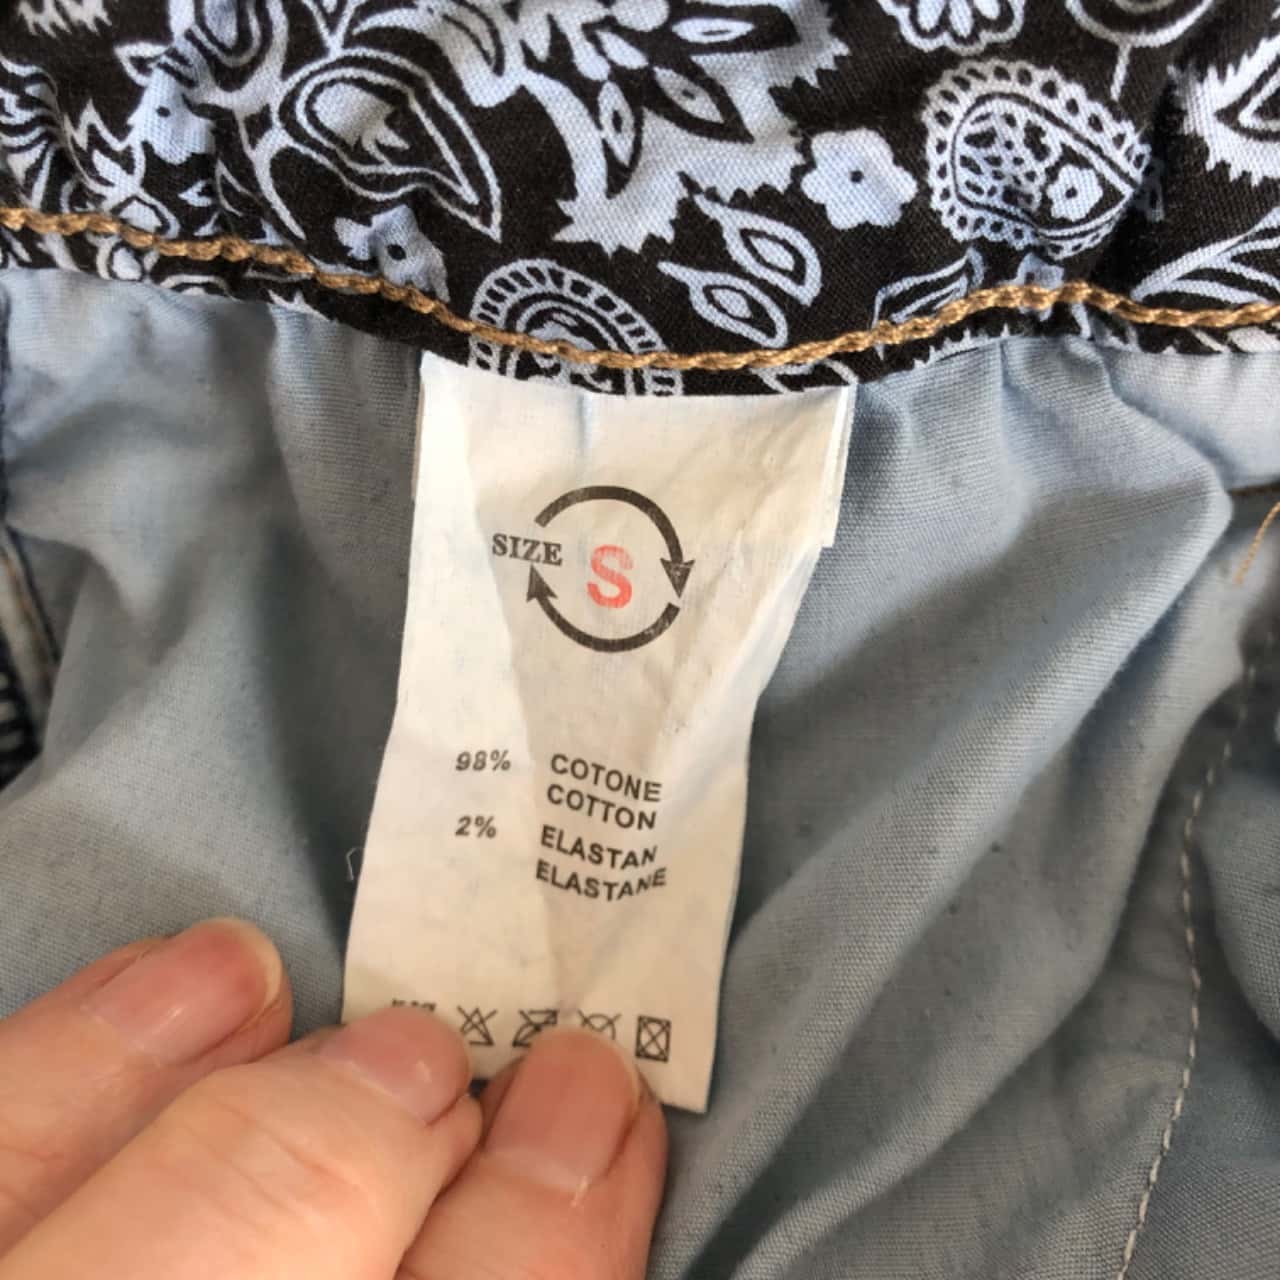 SIZE S
98% COTONE
COTTON
2% ELASTAN
ELASTANE